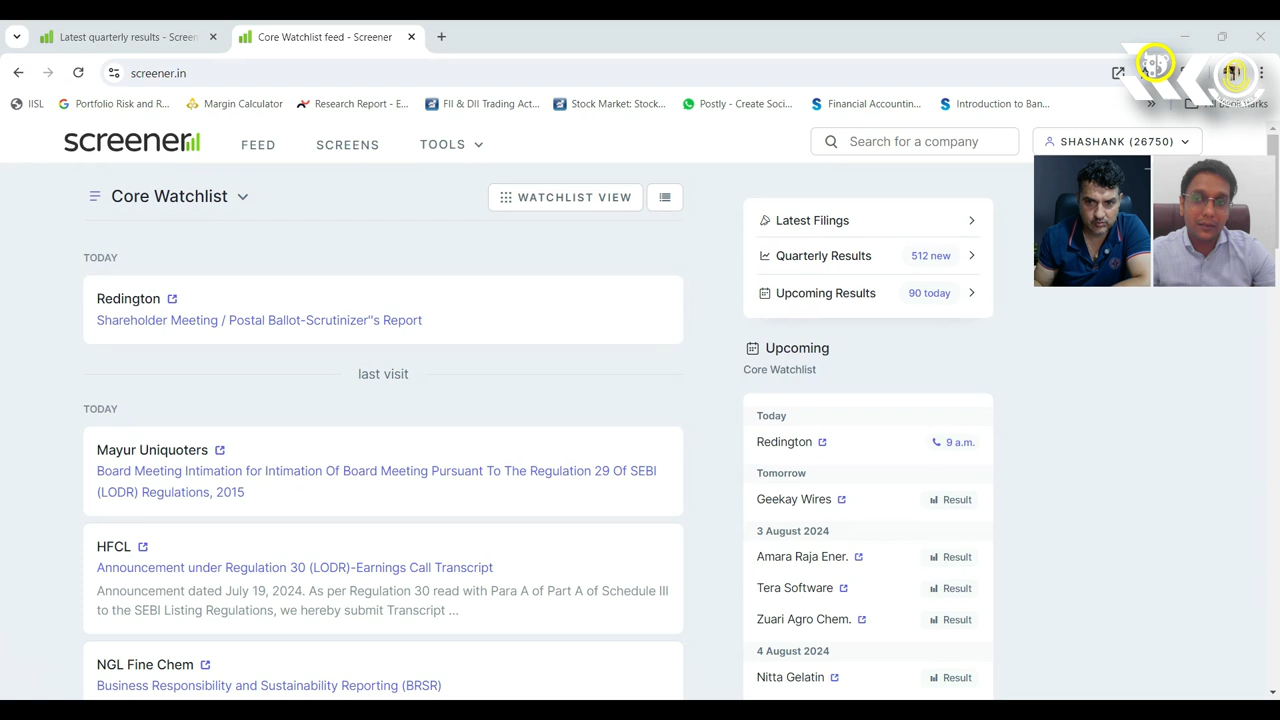 Latest quarterly results - Screen
Core Watchlist feed - Screener
screener.in
IISL
Portfolio Risk and R...
Margin Calculator
Research Report - E...
FII & DII Trading Act...
Stock Market: Stock...
Postly - Create Soci...
Financial Accountin...
Introduction to Ban...
screener
FEED
SCREENS
TOOLS
Search for a company
SHASHANK (26750)
Core Watchlist
WATCHLIST VIEW
TODAY
Redington
Shareholder Meeting / Postal Ballot-Scrutinizer"s Report
last visit
TODAY
Mayur Uniquoters
Board Meeting Intimation for Intimation Of Board Meeting Pursuant To The Regulation 29 Of SEBI
(LODR) Regulations, 2015
HFCL
Announcement under Regulation 30 (LODR)-Earnings Call Transcript
Announcement dated July 19, 2024. As per Regulation 30 read with Para A of Part A of Schedule III
to the SEBI Listing Regulations, we hereby submit Transcript ...
NGL Fine Chem
Business Responsibility and Sustainability Reporting (BRSR)
Latest Filings
Quarterly Results 512 new
Upcoming Results 90 today
Upcoming
Core Watchlist
Today
Redington 9 a.m.
Tomorrow
Geekay Wires Result
3 August 2024
Amara Raja Ener. Result
Tera Software Result
Zuari Agro Chem. Result
4 August 2024
Nitta Gelatin Result